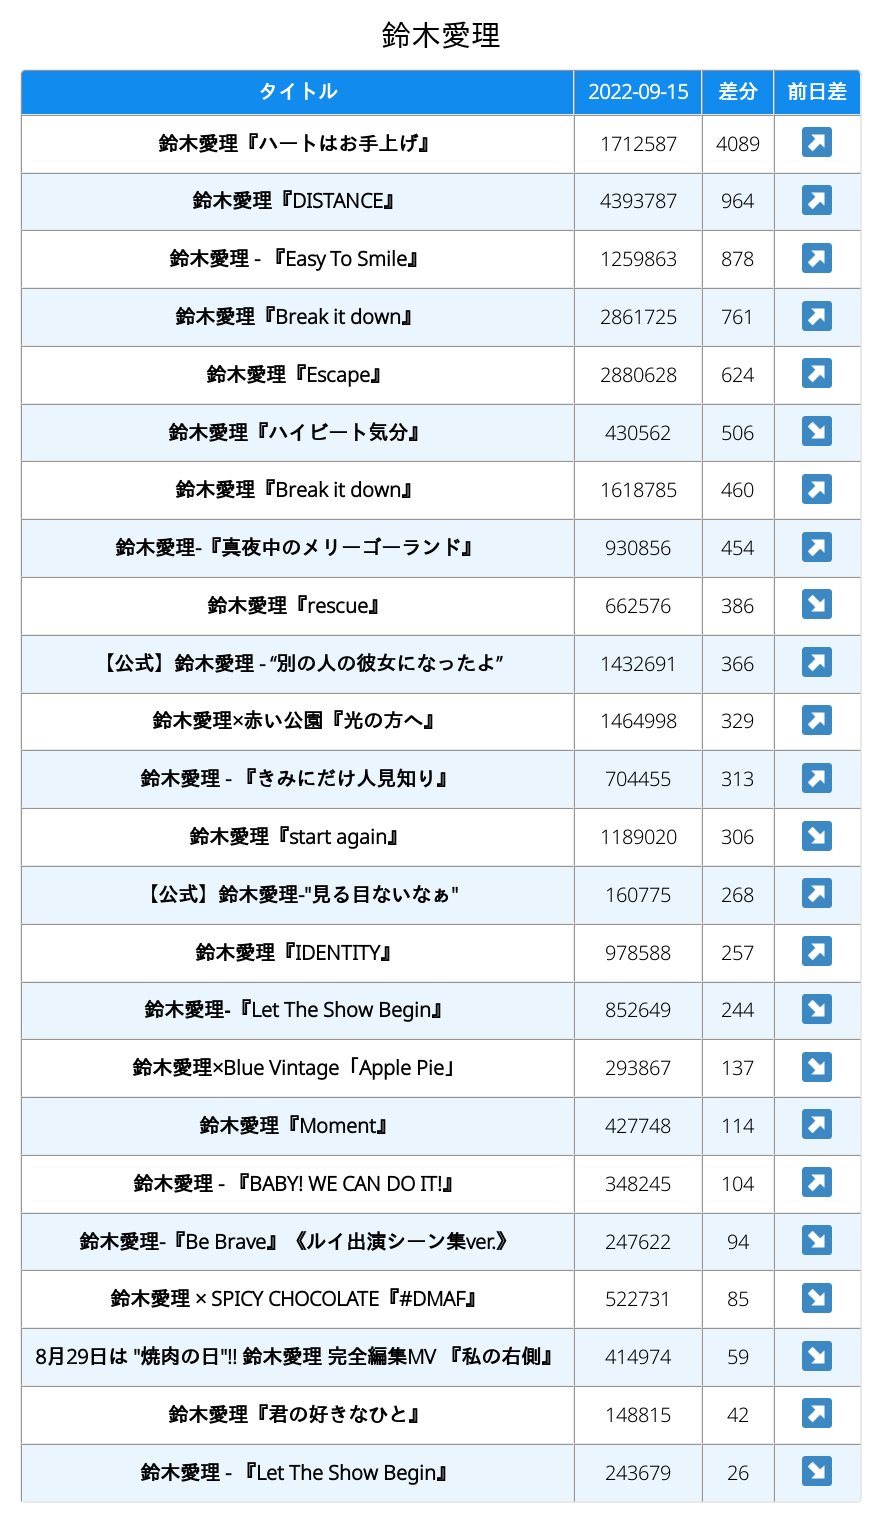 鈴木愛理
タイトル 2022-09-15 差分 前日差
鈴木愛理『ハートはお手上げ』 1712587 4089 ↗
鈴木愛理『DISTANCE』 4393787 964 ↗
鈴木愛理 - 『Easy To Smile』 1259863 878 ↗
鈴木愛理『Break it down』 2861725 761 ↗
鈴木愛理『Escape』 2880628 624 ↗
鈴木愛理『ハイビート気分』 430562 506 ↘
鈴木愛理『Break it down』 1618785 460 ↗
鈴木愛理-『真夜中のメリーゴーランド』 930856 454 ↗
鈴木愛理『rescue』 662576 386 ↘
【公式】鈴木愛理 - “別の人の彼女になったよ” 1432691 366 ↗
鈴木愛理×赤い公園『光の方へ』 1464998 329 ↗
鈴木愛理 - 『きみにだけ人見知り』 704455 313 ↗
鈴木愛理『start again』 1189020 306 ↘
【公式】鈴木愛理-"見る目ないなぁ" 160775 268 ↗
鈴木愛理『IDENTITY』 978588 257 ↗
鈴木愛理-『Let The Show Begin』 852649 244 ↘
鈴木愛理×Blue Vintage「Apple Pie」 293867 137 ↘
鈴木愛理『Moment』 427748 114 ↗
鈴木愛理 - 『BABY! WE CAN DO IT!』 348245 104 ↗
鈴木愛理-『Be Brave』《ルイ出演シーン集ver.》 247622 94 ↘
鈴木愛理 × SPICY CHOCOLATE『#DMAF』 522731 85 ↘
8月29日は "焼肉の日"!! 鈴木愛理 完全編集MV 『私の右側』 414974 59 ↘
鈴木愛理『君の好きなひと』 148815 42 ↗
鈴木愛理 - 『Let The Show Begin』 243679 26 ↘